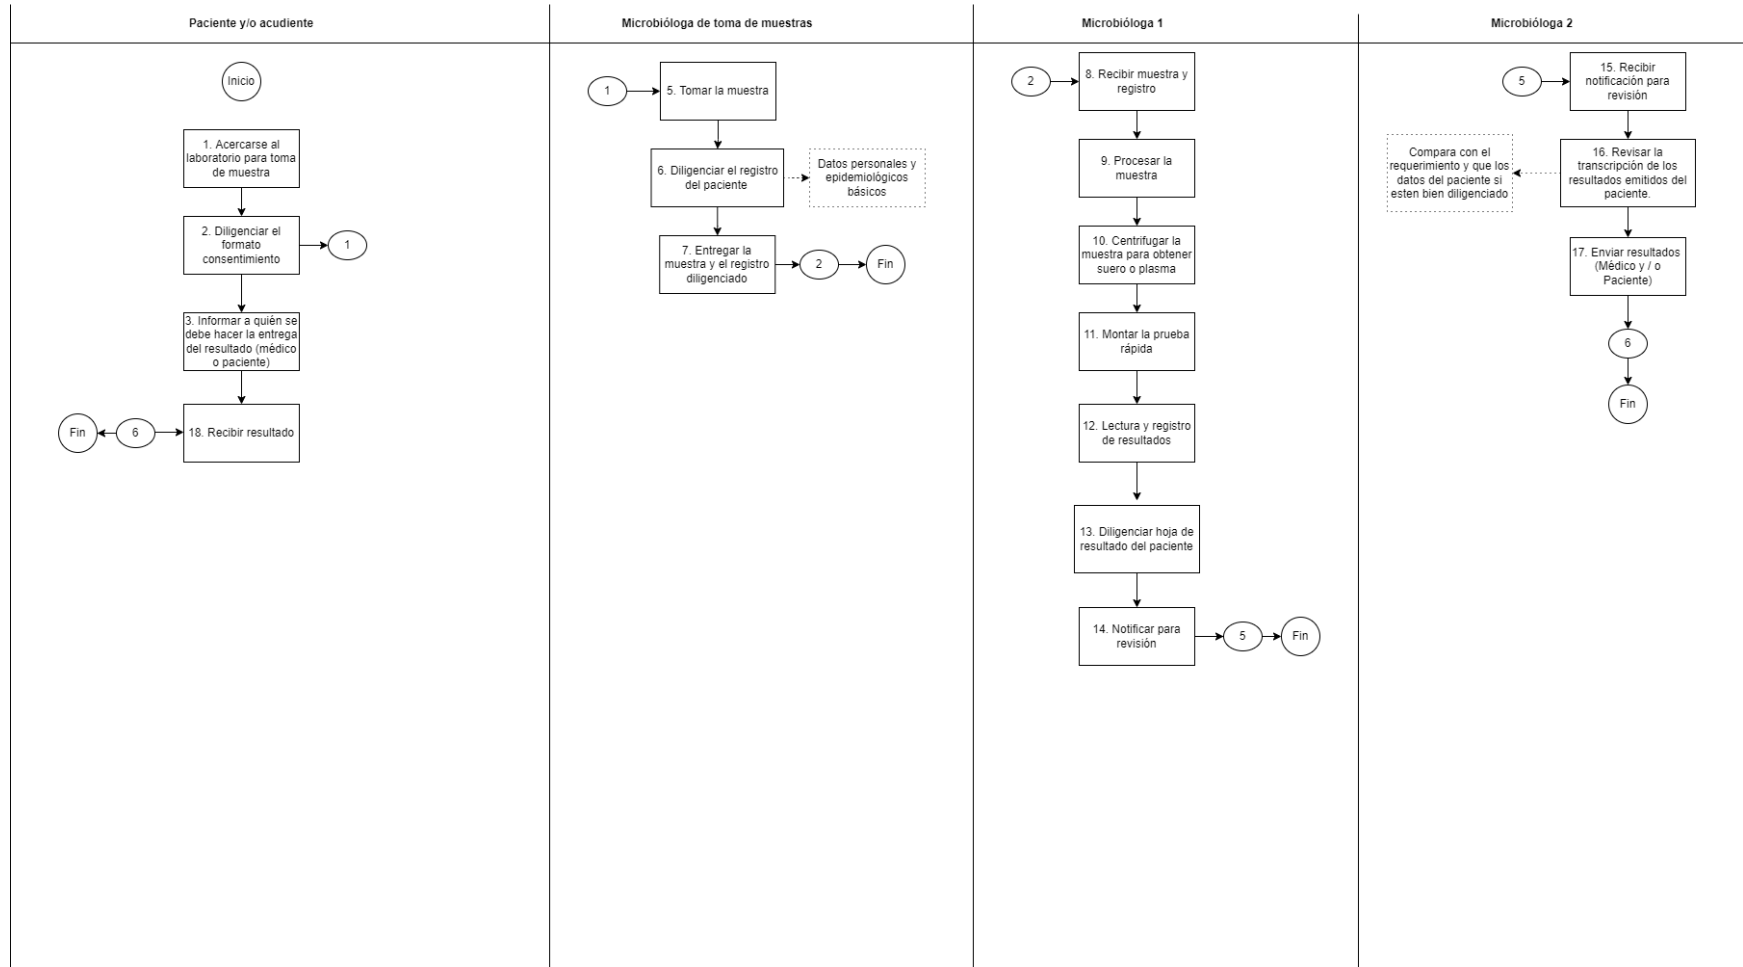 Paciente y/o acudiente
Inicio
1. Acercarse al
laboratorio para toma
de muestra
2. Diligenciar el
formato
consentimiento
1
3. Informar a quién se
debe hacer la entrega
del resultado (médico
o paciente)
Fin
6
18. Recibir resultado
Microbióloga de toma de muestras
1
5. Tomar la muestra
6. Diligenciar el registro
del paciente
Datos personales y
epidemiológicos
básicos
7. Entregar la
muestra y el registro
diligenciado
2
Fin
Microbióloga 1
2
8. Recibir muestra y
registro
9. Procesar la
muestra
10. Centrifugar la
muestra para obtener
suero o plasma
11. Montar la prueba
rápida
12. Lectura y registro
de resultados
13. Diligenciar hoja de
resultado del paciente
14. Notificar para
revisión
5
Fin
Microbióloga 2
5
15. Recibir
notificación para
revisión
Compara con el
requerimiento y que los
datos del paciente si
esten bien diligenciado
16. Revisar la
transcripción de los
resultados emitidos del
paciente.
17. Enviar resultados
(Médico y / o
Paciente)
6
Fin